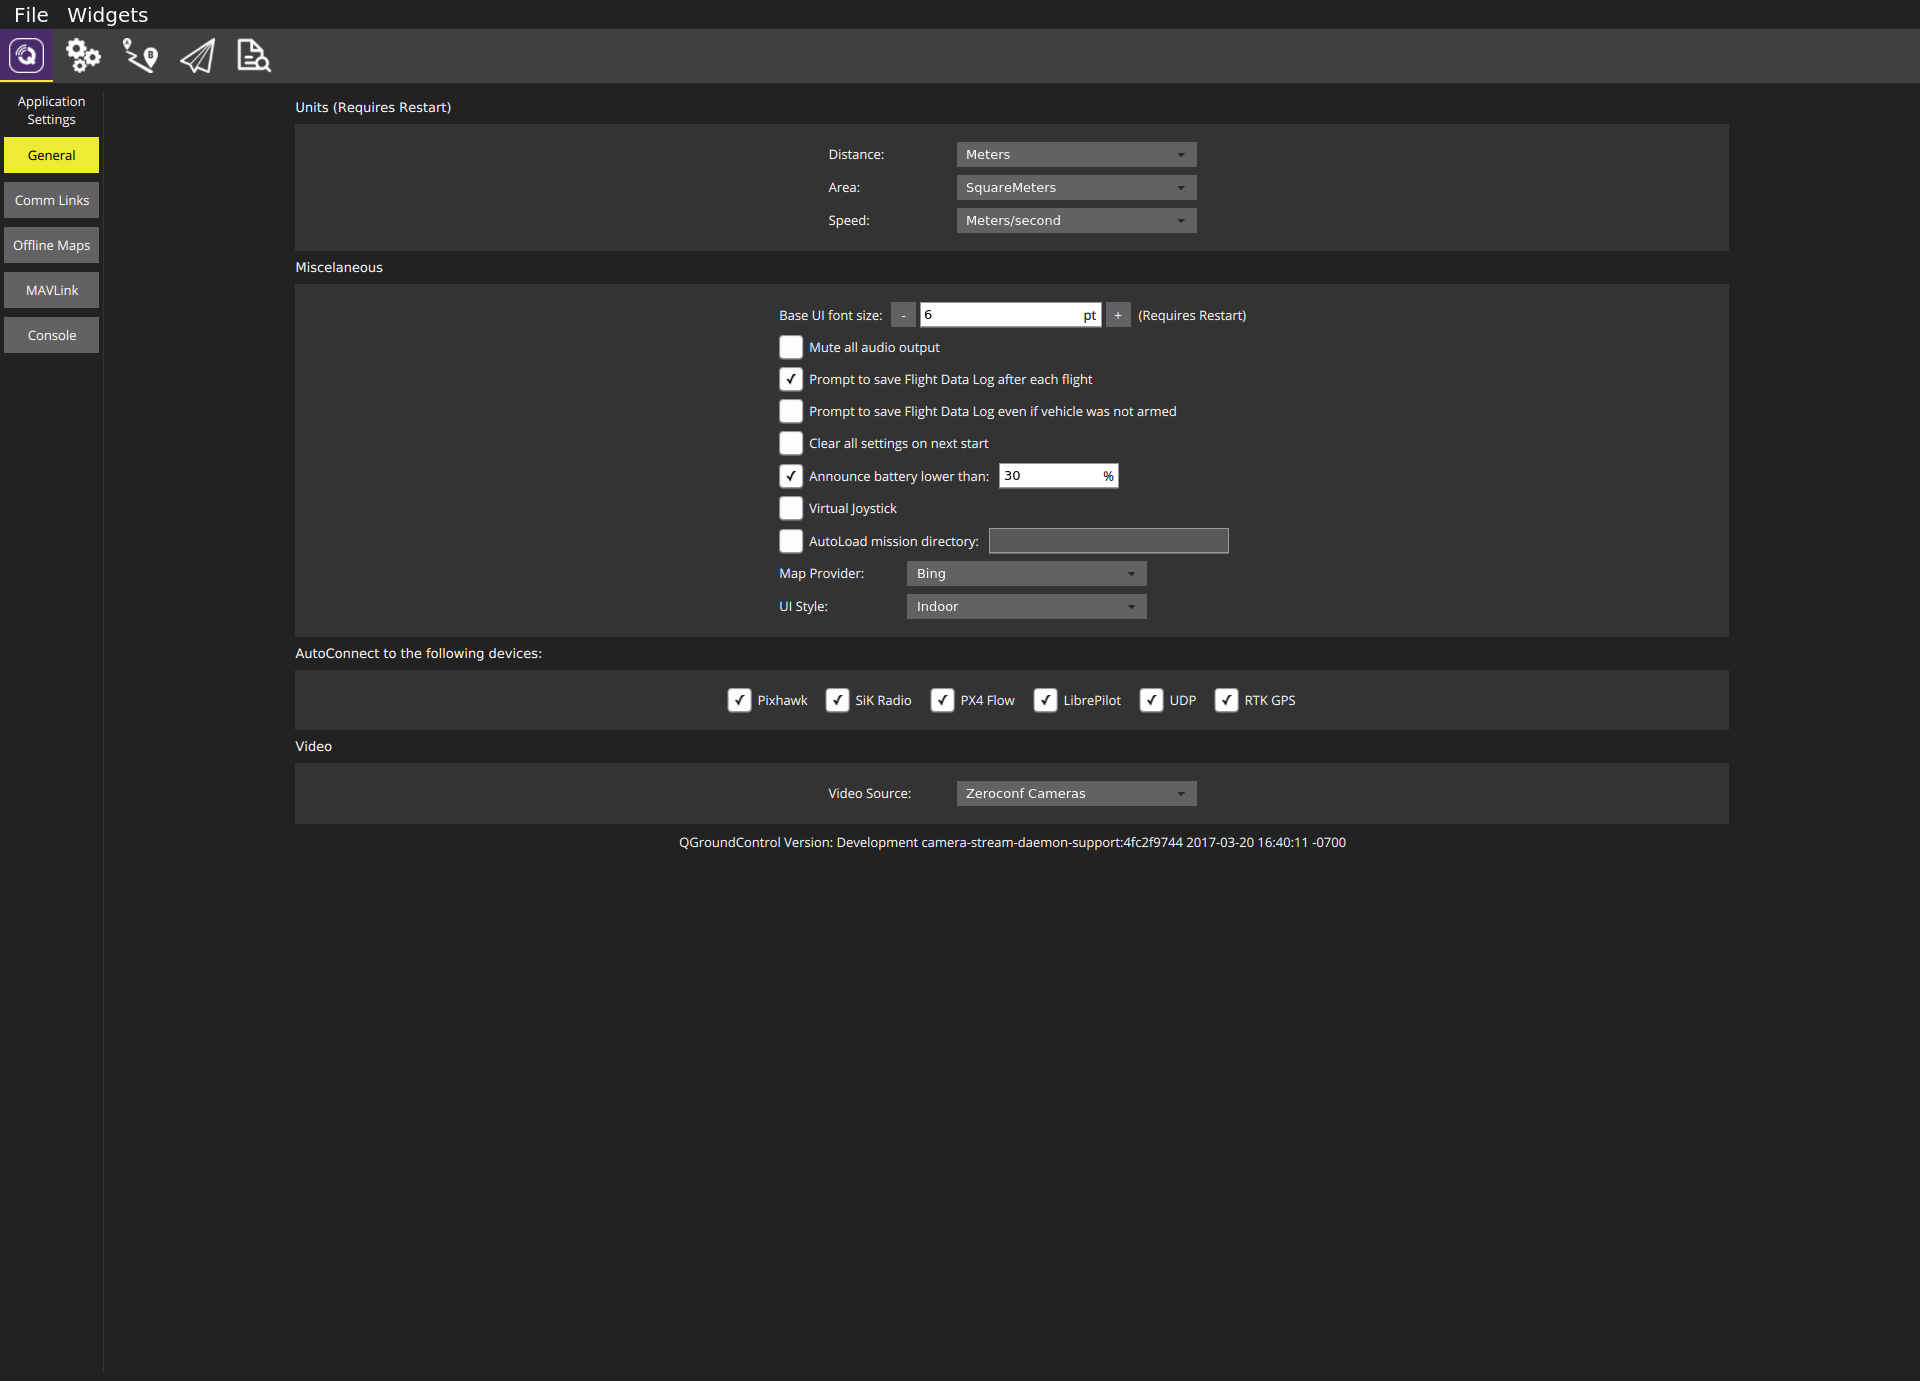 File Widgets
Application
Settings
General
Comm Links
Offline Maps
MAVLink
Console
Units (Requires Restart)
Distance: Meters
Area: SquareMeters
Speed: Meters/second
Miscelaneous
Base UI font size: - 6 pt + (Requires Restart)
Mute all audio output
Prompt to save Flight Data Log after each flight
Prompt to save Flight Data Log even if vehicle was not armed
Clear all settings on next start
Announce battery lower than: 30 %
Virtual Joystick
AutoLoad mission directory:
Map Provider: Bing
UI Style: Indoor
AutoConnect to the following devices:
Pixhawk SiK Radio PX4 Flow LibrePilot UDP RTK GPS
Video
Video Source: Zeroconf Cameras
QGroundControl Version: Development camera-stream-daemon-support:4fc2f9744 2017-03-20 16:40:11 -0700